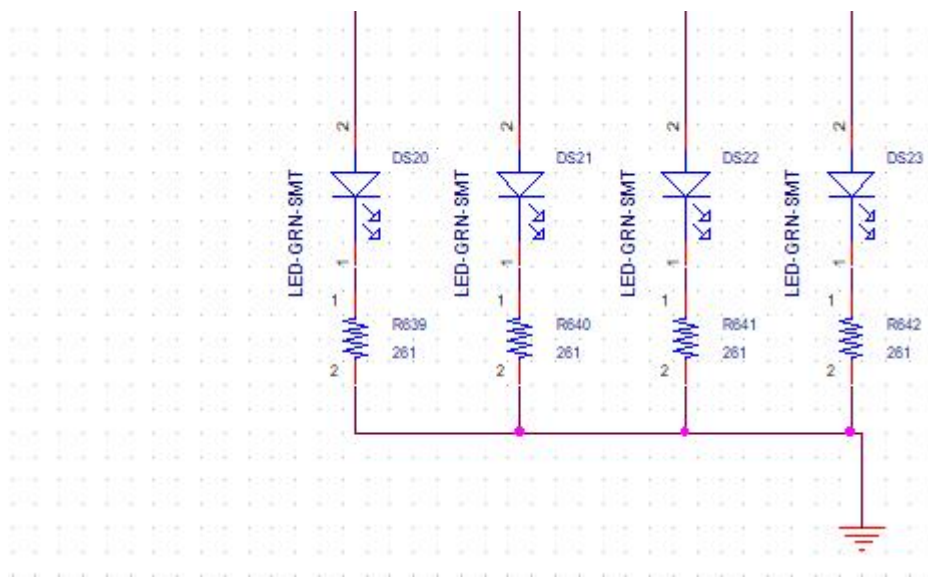 2
2
2
2
DS20
DS21
DS22
DS23
LED-GRN-SMT
LED-GRN-SMT
LED-GRN-SMT
LED-GRN-SMT
1
1
1
1
1
1
1
1
R639
R640
R641
R642
261
261
261
261
2
2
2
2